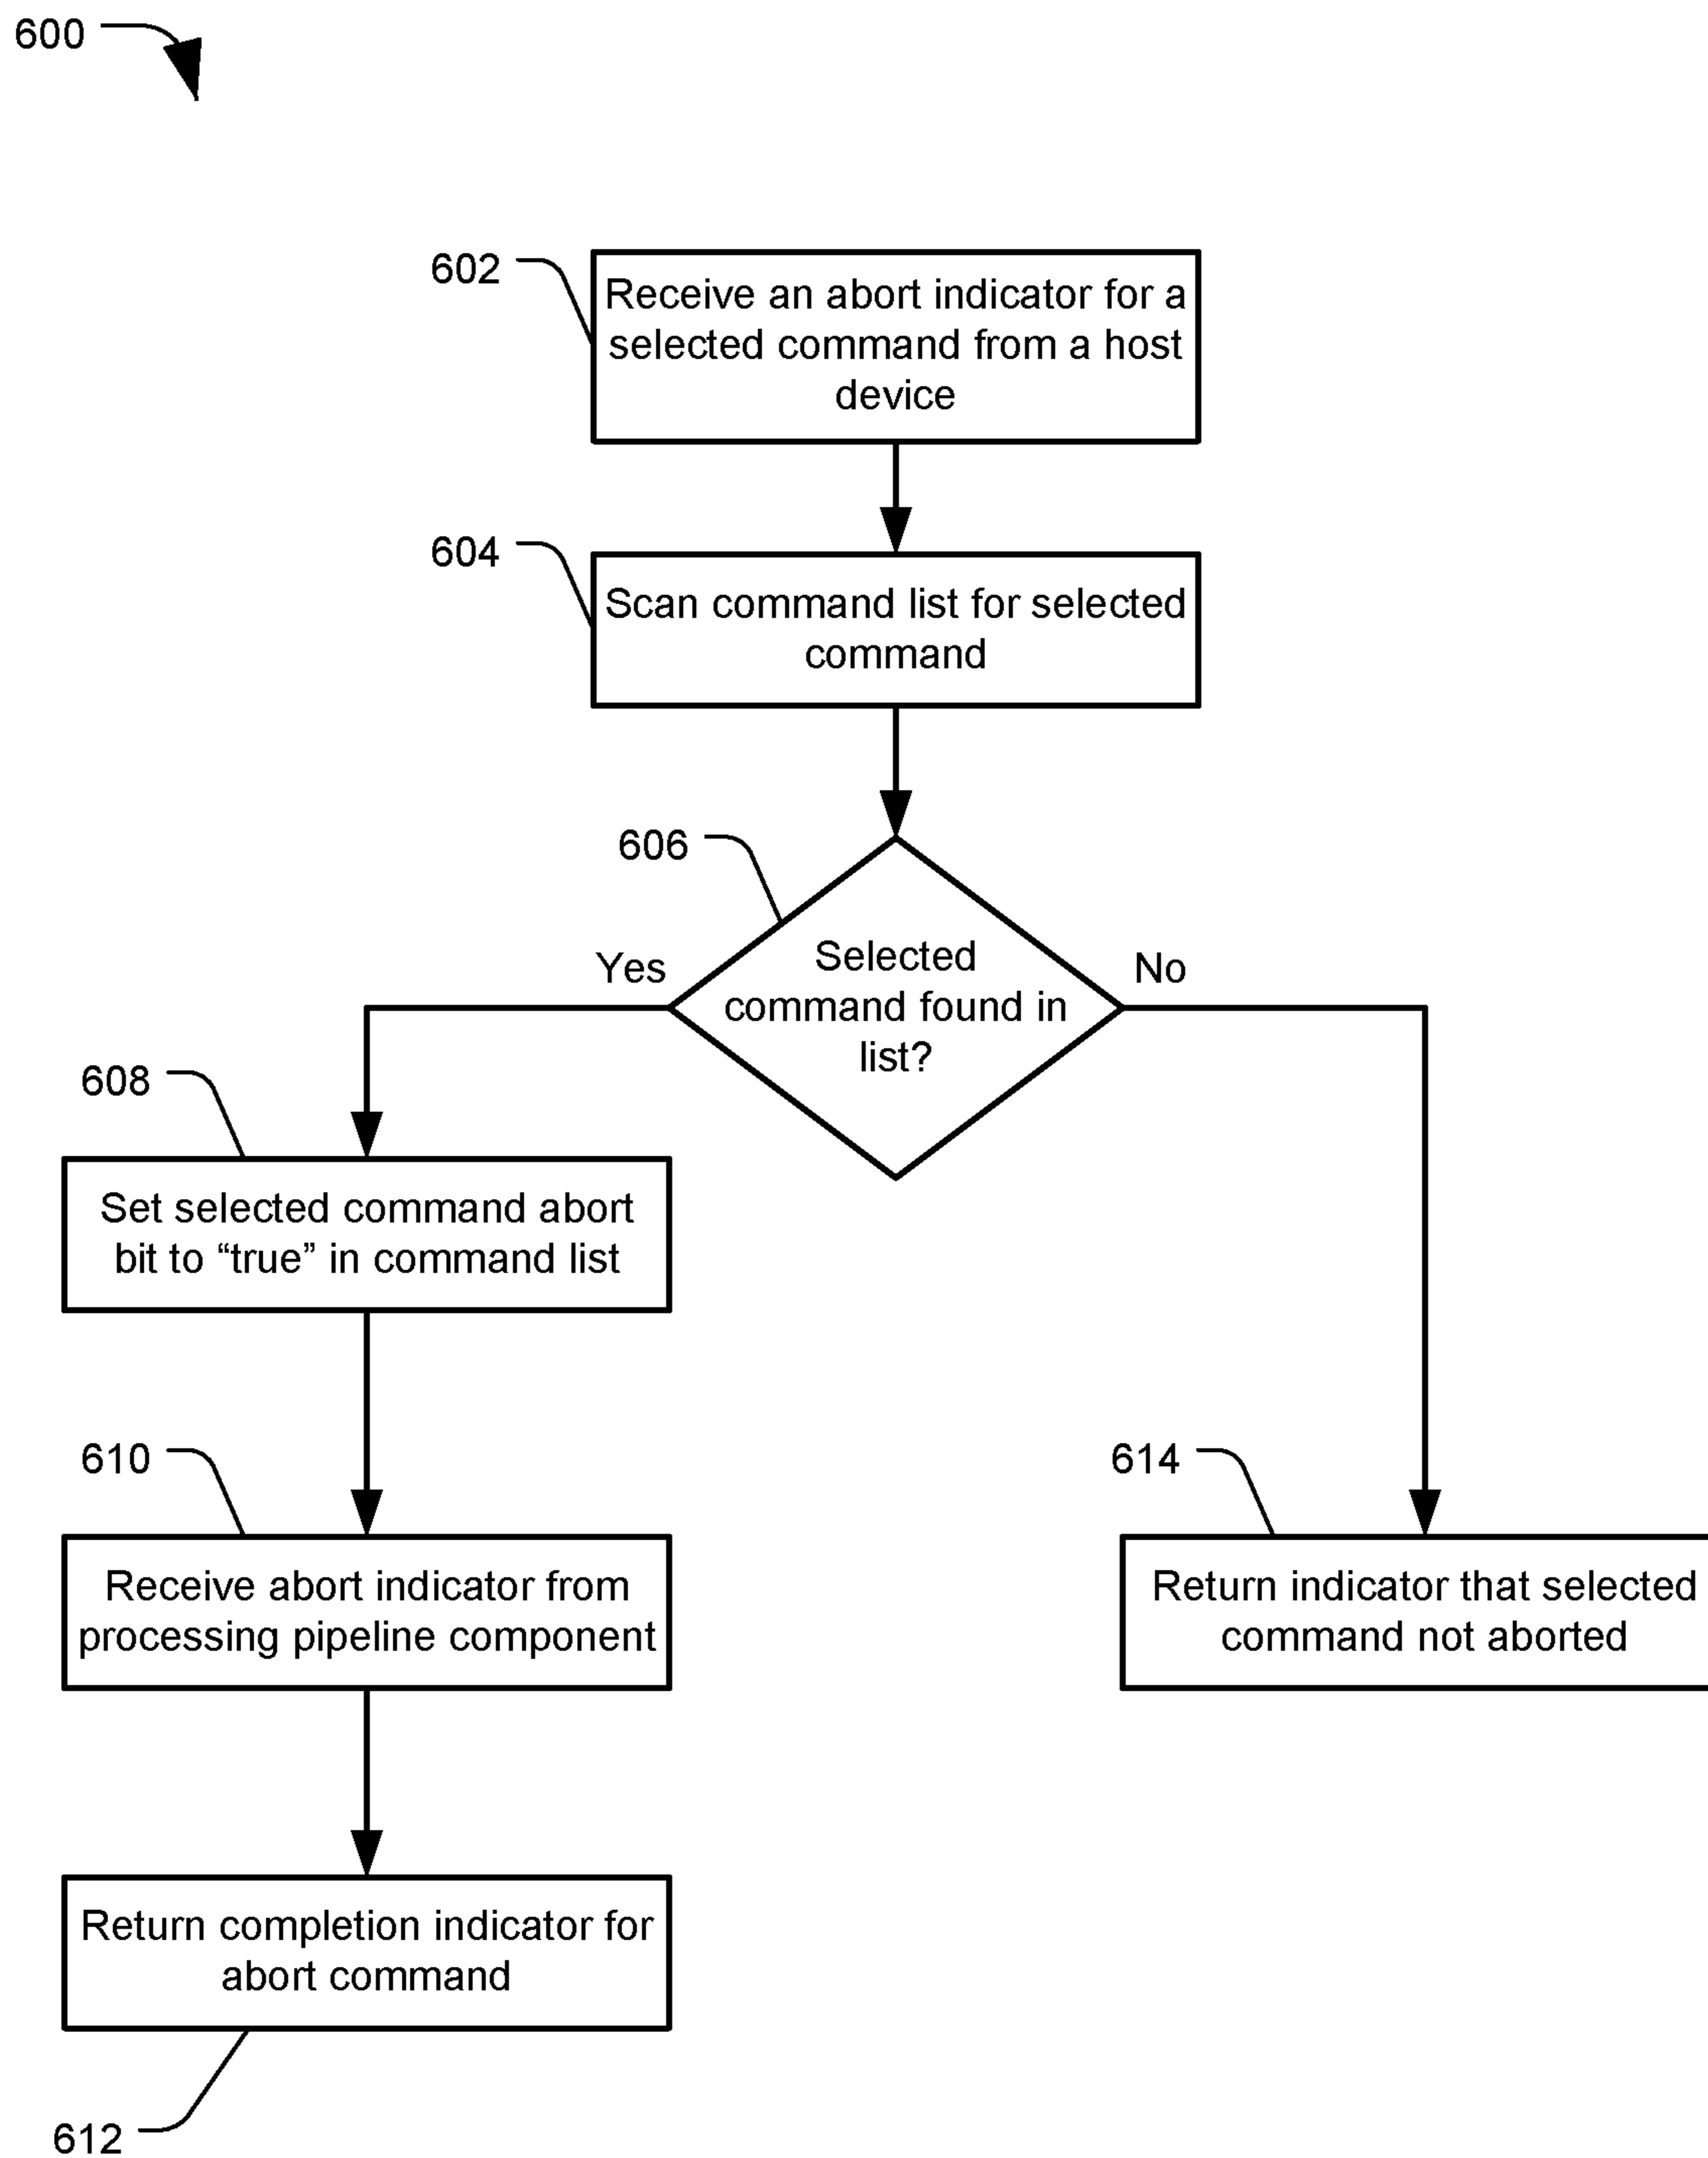 600
602
Receive an abort indicator for a
selected command from a host
device
604
Scan command list for selected
command
606
Selected
command found in
list?
Yes
No
608
Set selected command abort
bit to “true” in command list
610
Receive abort indicator from
processing pipeline component
614
Return indicator that selected
command not aborted
Return completion indicator for
abort command
612